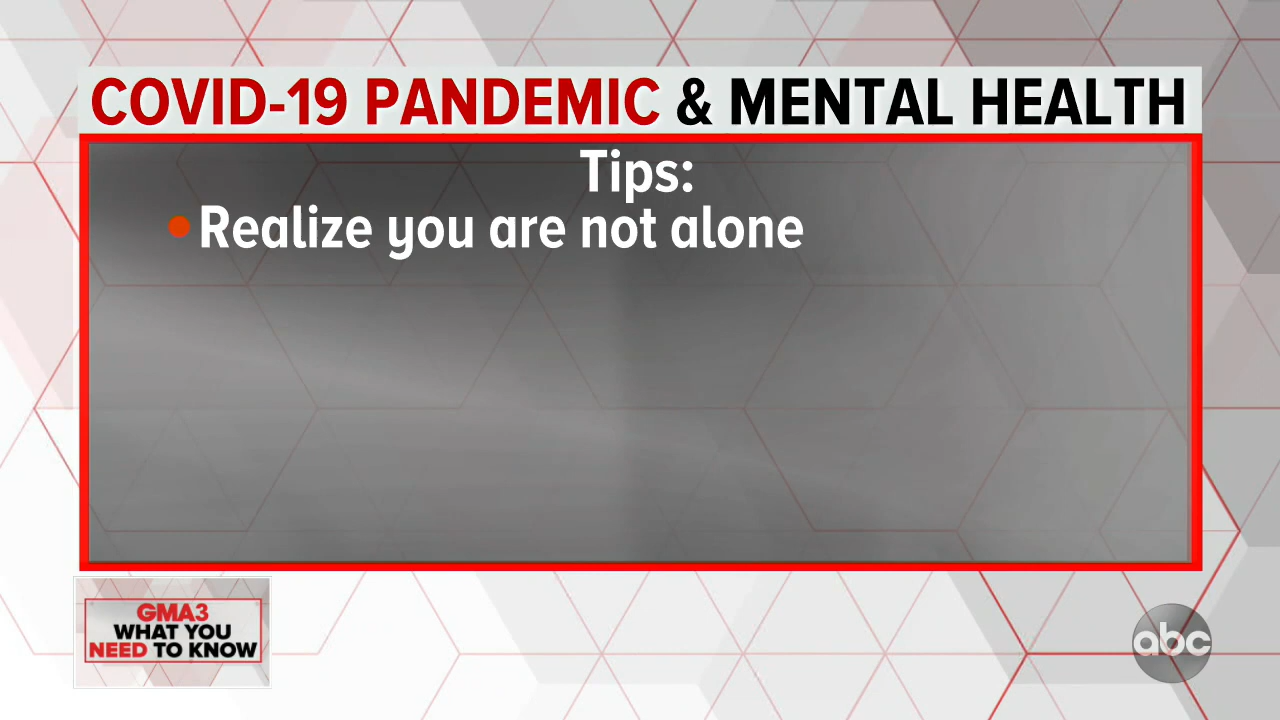 COVID-19 PANDEMIC & MENTAL HEALTH
Tips:
• Realize you are not alone
GMA3
WHAT YOU
NEED TO KNOW
abc